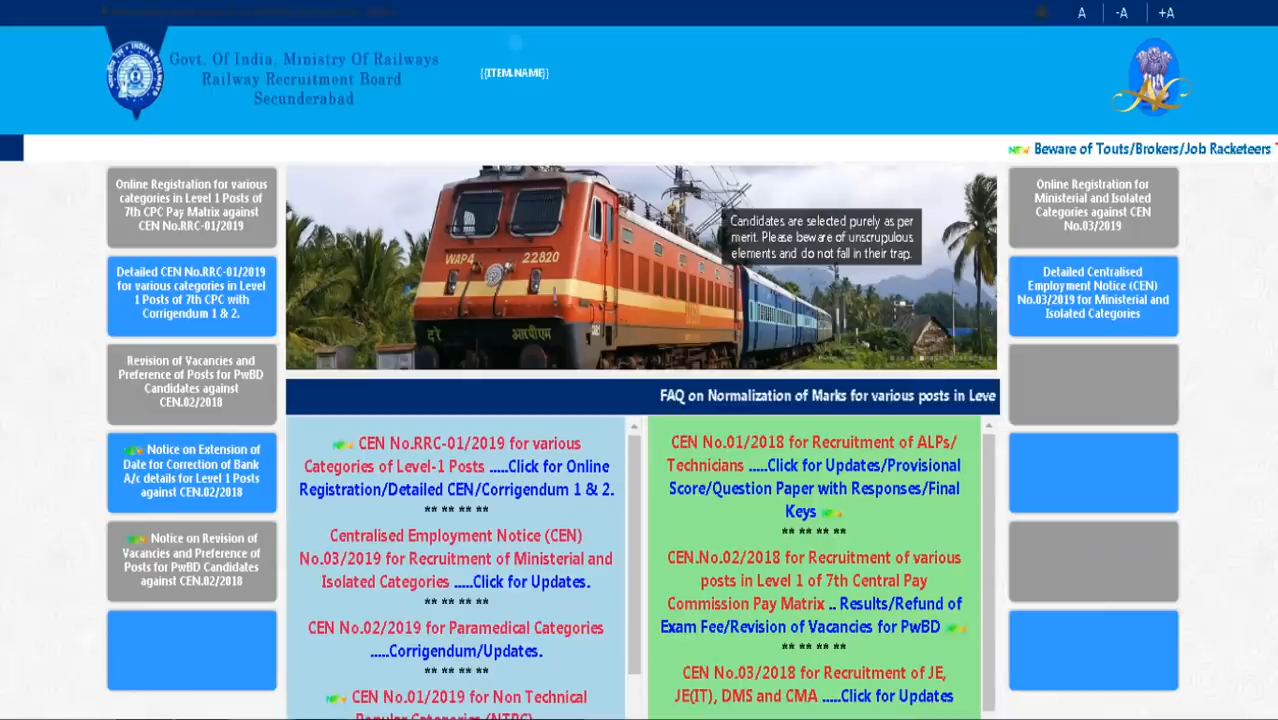 A
-A
+A
Govt. Of India, Ministry Of Railways
Railway Recruitment Board
Secunderabad
{{ITEM.NAME}}
NEW Beware of Touts/Brokers/Job Racketeers
Online Registration for various
categories in Level 1 Posts of
7th CPC Pay Matrix against
CEN No.RRC-01/2019
Detailed CEN No.RRC-01/2019
for various categories in Level
1 Posts of 7th CPC with
Corrigendum 1 & 2.
Revision of Vacancies and
Preference of Posts for PwBD
Candidates against
CEN.02/2018
NEW Notice on Extension of
Date for Correction of Bank
A/c details for Level 1 Posts
against CEN.02/2018
NEW Notice on Revision of
Vacancies and Preference of
Posts for PwBD Candidates
against CEN.02/2018
WAP4 22820
Candidates are selected purely as per
merit. Please beware of unscrupulous
elements and do not fall in their trap.
FAQ on Normalization of Marks for various posts in Leve
NEW CEN No.RRC-01/2019 for various
Categories of Level-1 Posts .....Click for Online
Registration/Detailed CEN/Corrigendum 1 & 2.
** ** ** **
Centralised Employment Notice (CEN)
No.03/2019 for Recruitment of Ministerial and
Isolated Categories .....Click for Updates.
** ** ** **
CEN No.02/2019 for Paramedical Categories
.....Corrigendum/Updates.
** ** ** **
NEW CEN No.01/2019 for Non Technical
Popular Categories (NTPC)
CEN No.01/2018 for Recruitment of ALPs/
Technicians .....Click for Updates/Provisional
Score/Question Paper with Responses/Final
Keys NEW
** ** ** **
CEN.No.02/2018 for Recruitment of various
posts in Level 1 of 7th Central Pay
Commission Pay Matrix .. Results/Refund of
Exam Fee/Revision of Vacancies for PwBD NEW
** ** ** **
CEN No.03/2018 for Recruitment of JE,
JE(IT), DMS and CMA .....Click for Updates
Online Registration for
Ministerial and Isolated
Categories against CEN
No.03/2019
Detailed Centralised
Employment Notice (CEN)
No.03/2019 for Ministerial and
Isolated Categories